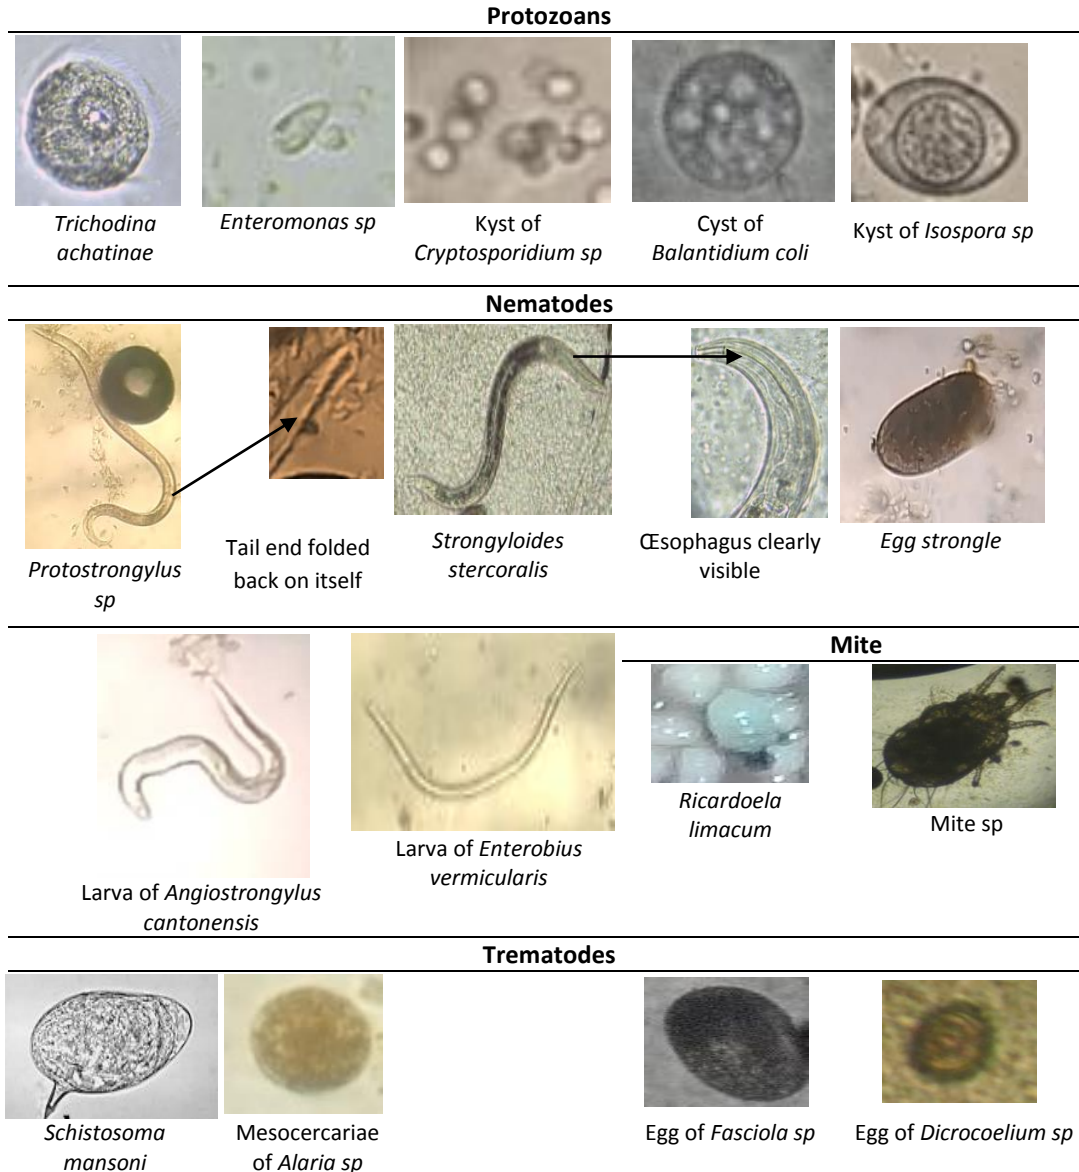 Protozoans
Trichodina
achatinae
Enteromonas sp
Kyst of
Cryptosporidium sp
Cyst of
Balantidium coli
Kyst of Isospora sp
Nematodes
Protostrongylus
sp
Tail end folded
back on itself
Strongyloides
stercoralis
Œsophagus clearly
visible
Egg strongle
Mite
Larva of Angiostrongylus
cantonensis
Larva of Enterobius
vermicularis
Ricardoela
limacum
Mite sp
Trematodes
Schistosoma
mansoni
Mesocercariae
of Alaria sp
Egg of Fasciola sp
Egg of Dicrocoelium sp